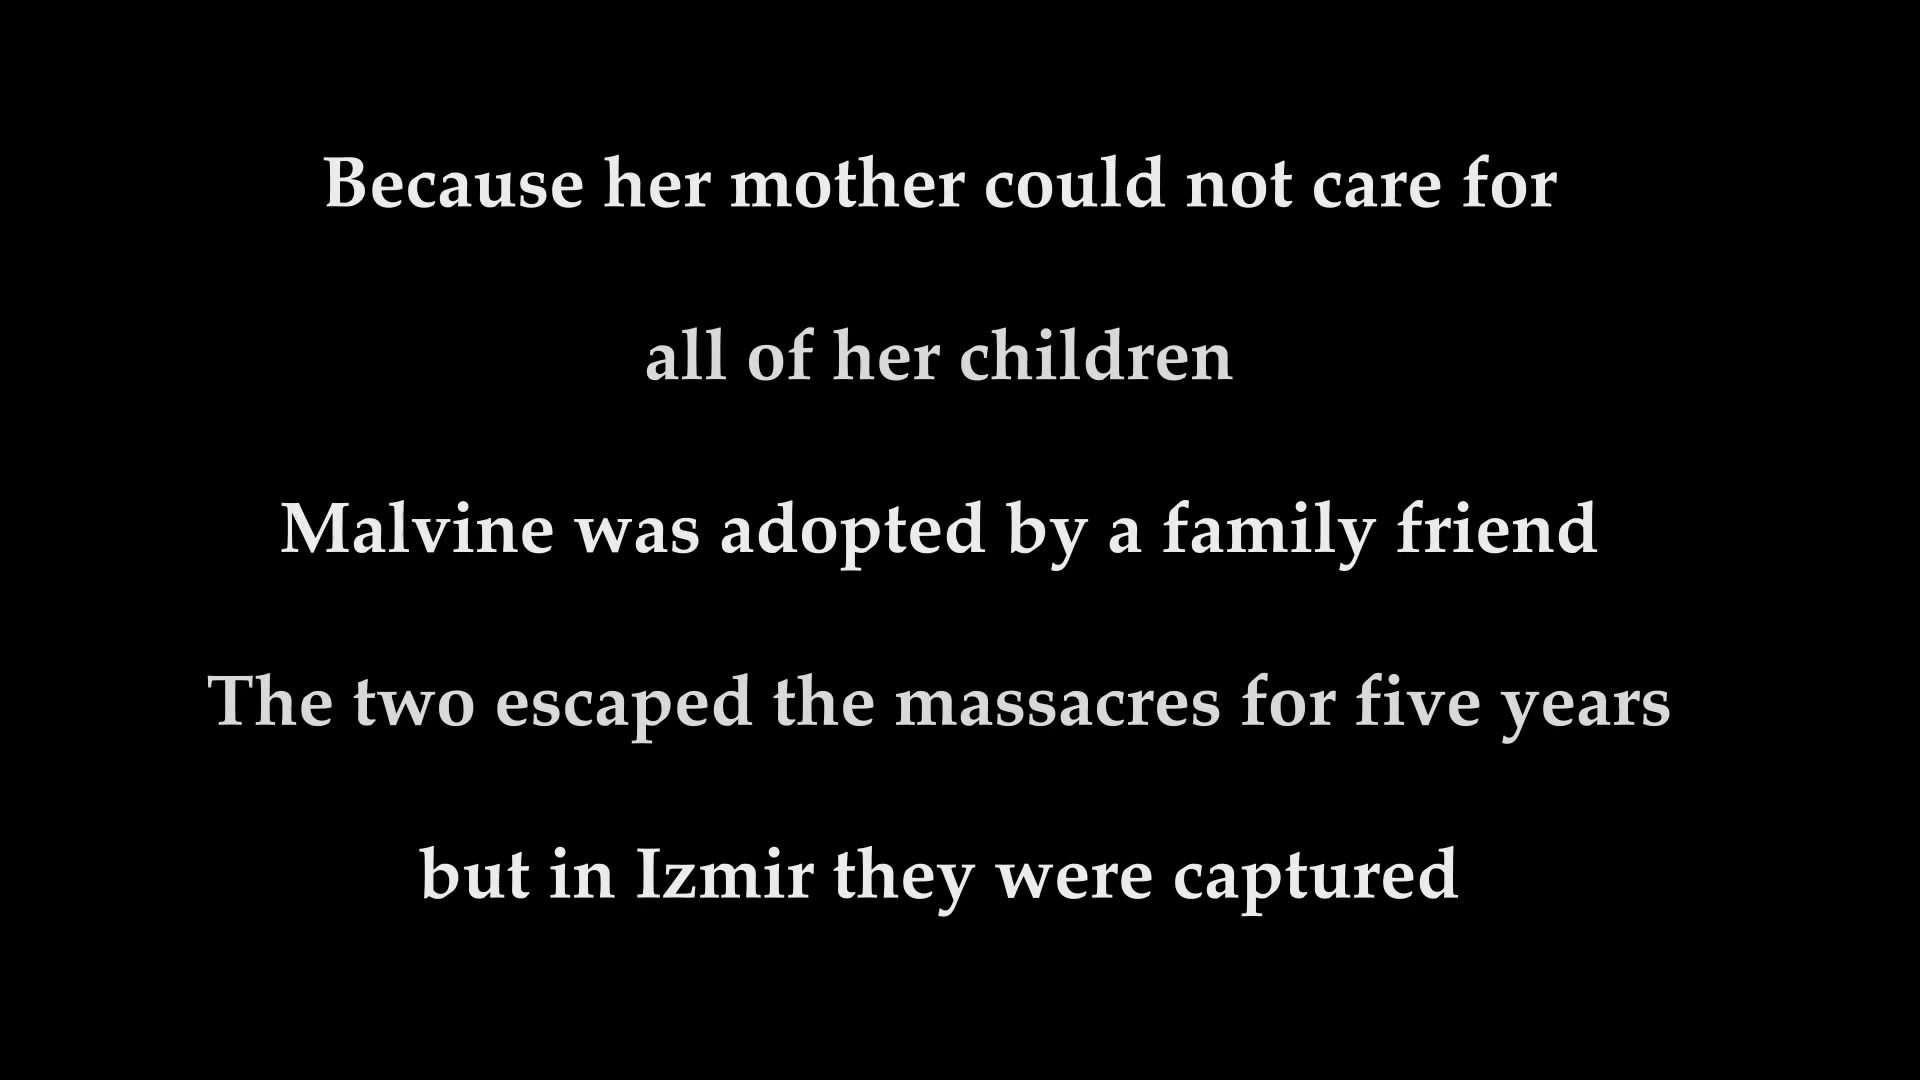 Because her mother could not care for
all of her children
Malvine was adopted by a family friend
The two escaped the massacres for five years
but in Izmir they were captured